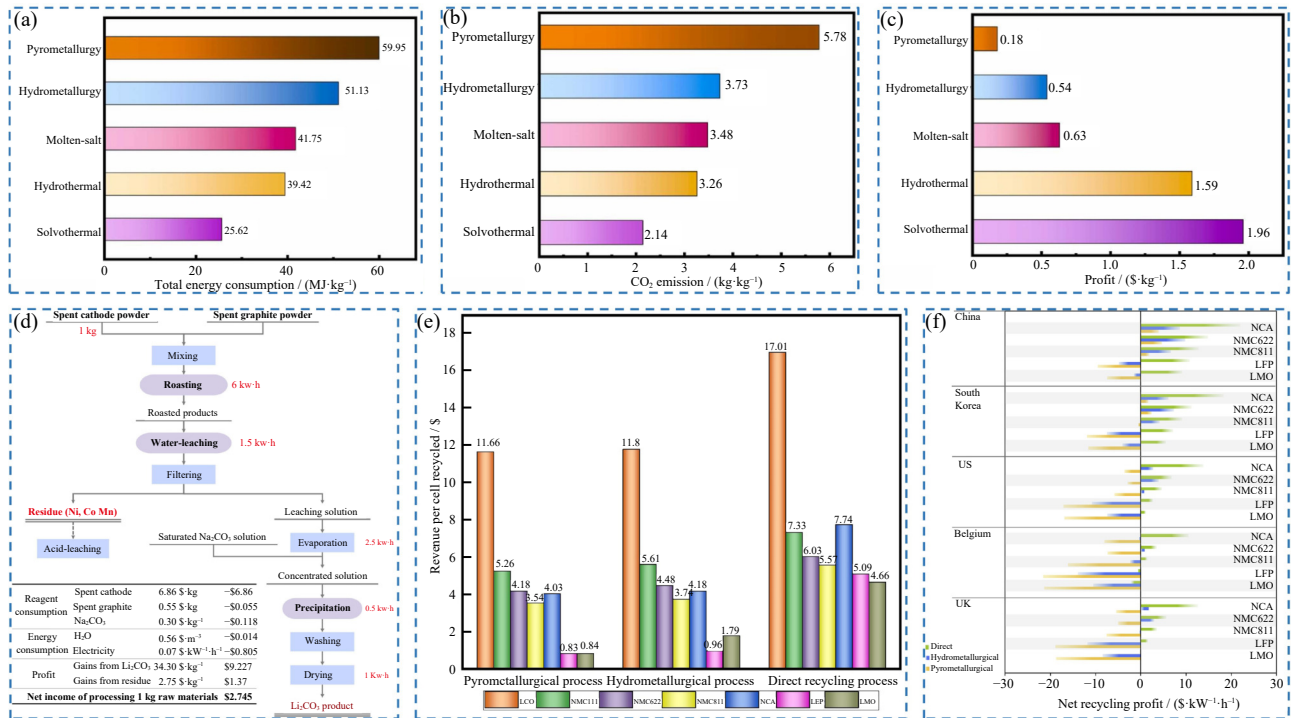 (a)
Pyrometallurgy
59.95
Hydrometallurgy
51.13
Molten-salt
41.75
Hydrothermal
39.42
Solvothermal
25.62
0 20 40 60
Total energy consumption / (MJ·kg⁻¹)
(b)
Pyrometallurgy
5.78
Hydrometallurgy
3.73
Molten-salt
3.48
Hydrothermal
3.26
Solvothermal
2.14
0 1 2 3 4 5 6
CO₂ emission / (kg·kg⁻¹)
(c)
Pyrometallurgy
0.18
Hydrometallurgy
0.54
Molten-salt
0.63
Hydrothermal
1.59
Solvothermal
1.96
0 0.5 1.0 1.5 2.0
Profit / ($·kg⁻¹)
(d)
Spent cathode powder
Spent graphite powder
1 kg
Mixing
Roasting
6 kw·h
Roasted products
Water-leaching
1.5 kw·h
Filtering
Residue (Ni, Co Mn)
Leaching solution
Acid-leaching
Saturated Na₂CO₃ solution
Evaporation
2.5 kw·h
Concentrated solution
Precipitation
0.5 kw·h
Washing
Drying
1 Kw·h
Li₂CO₃ product
Reagent consumption
Spent cathode 6.86 $·kg −$6.86
Spent graphite 0.55 $·kg −$0.055
Na₂CO₃ 0.30 $·kg⁻¹ −$0.118
Energy consumption
H₂O 0.56 $·m⁻³ −$0.014
Electricity 0.07 $·kW⁻¹·h⁻¹ −$0.805
Profit
Gains from Li₂CO₃ 34.30 $·kg⁻¹ $9.227
Gains from residue 2.75 $·kg⁻¹ $1.37
Net income of processing 1 kg raw materials $2.745
(e)
Revenue per cell recycled / $
18
16
14
12
10
8
6
4
2
0
11.66
5.26
4.18
3.54
4.03
0.83
0.84
11.8
5.61
4.48
3.74
4.18
0.96
1.79
17.01
7.33
6.03
5.57
7.74
5.09
4.66
Pyrometallurgical process
Hydrometallurgical process
Direct recycling process
LCO NMC111 NMC622 NMC811 NCA LEP LMO
(f)
China
NCA
NMC622
NMC811
LFP
LMO
South
Korea
NCA
NMC622
NMC811
LFP
LMO
US
NCA
NMC622
NMC811
LFP
LMO
Belgium
NCA
NMC622
NMC811
LFP
LMO
UK
NCA
NMC622
NMC811
LFP
LMO
Direct
Hydrometallurgical
Pyrometallurgical
−30 −20 −10 0 10 20 30
Net recycling profit / ($·kW⁻¹·h⁻¹)